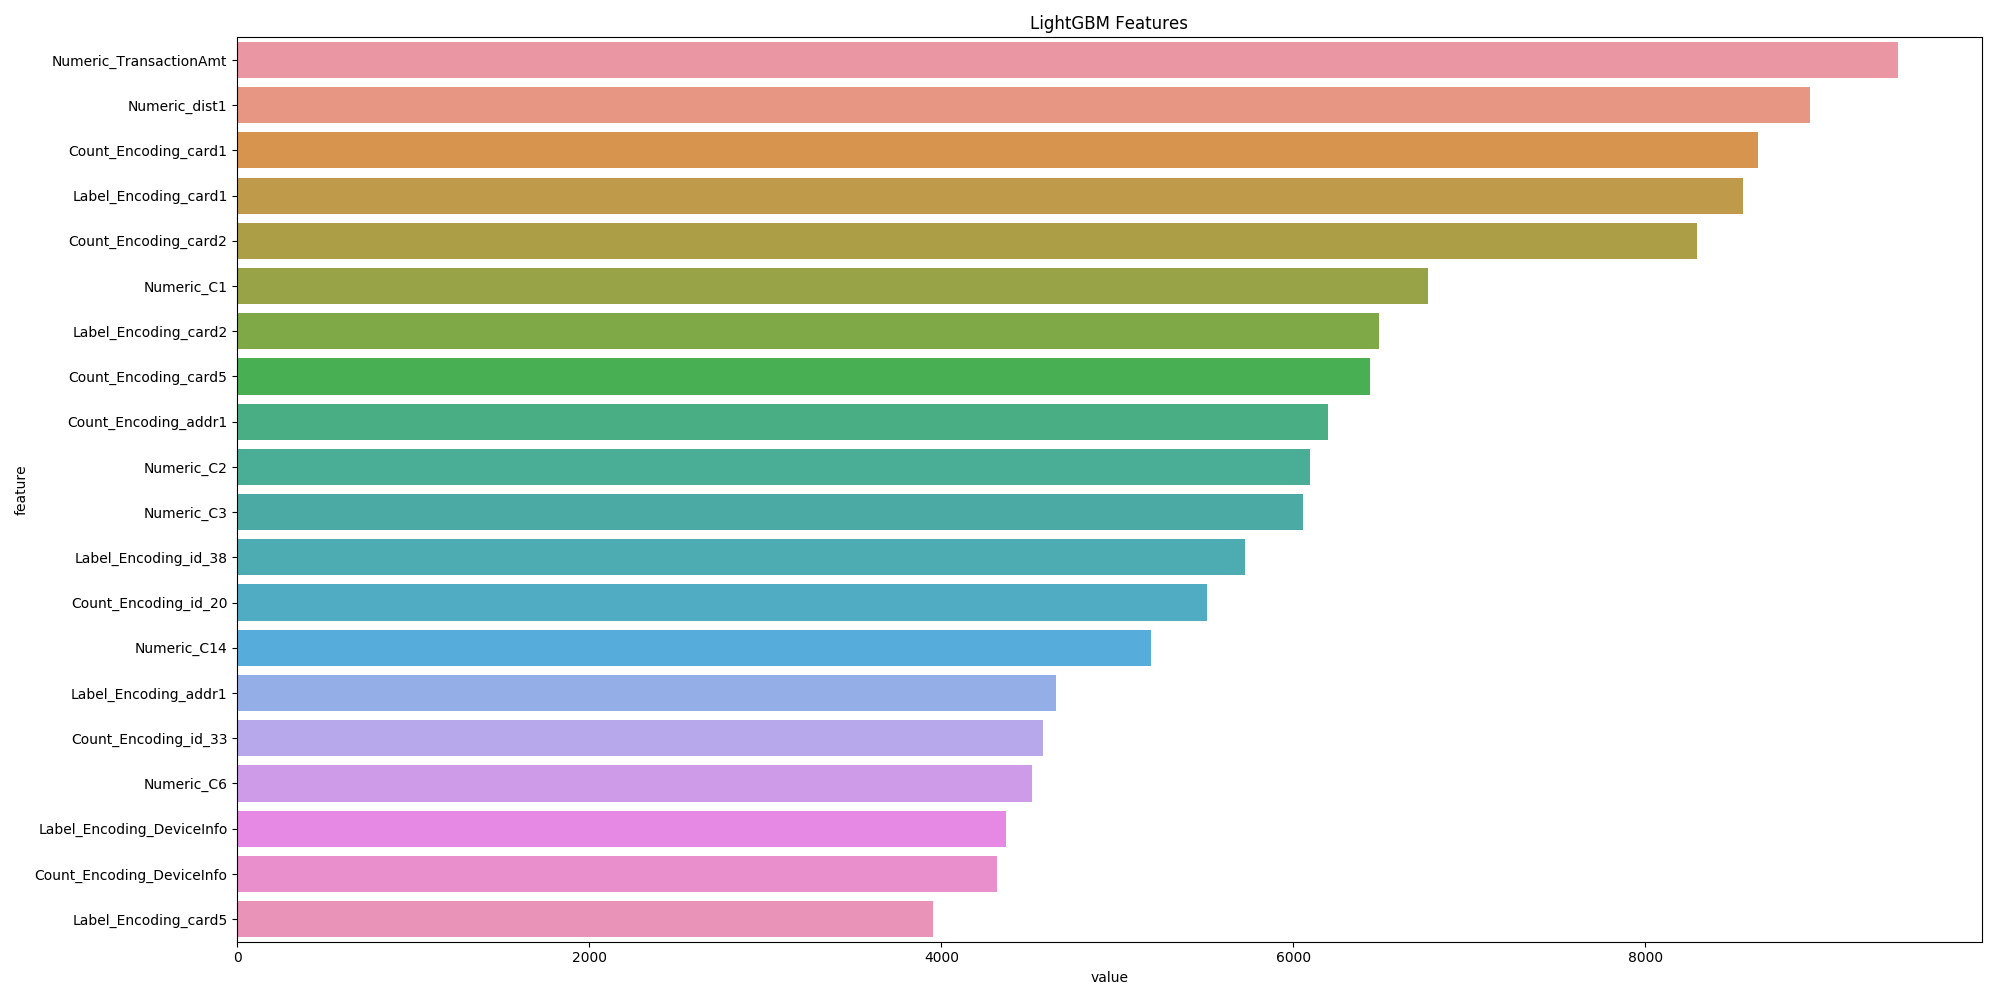 LightGBM Features
Numeric_TransactionAmt
Numeric_dist1
Count_Encoding_card1
Label_Encoding_card1
Count_Encoding_card2
Numeric_C1
Label_Encoding_card2
Count_Encoding_card5
Count_Encoding_addr1
Numeric_C2
Numeric_C3
Label_Encoding_id_38
Count_Encoding_id_20
Numeric_C14
Label_Encoding_addr1
Count_Encoding_id_33
Numeric_C6
Label_Encoding_DeviceInfo
Count_Encoding_DeviceInfo
Label_Encoding_card5
feature
0 2000 4000 6000 8000
value